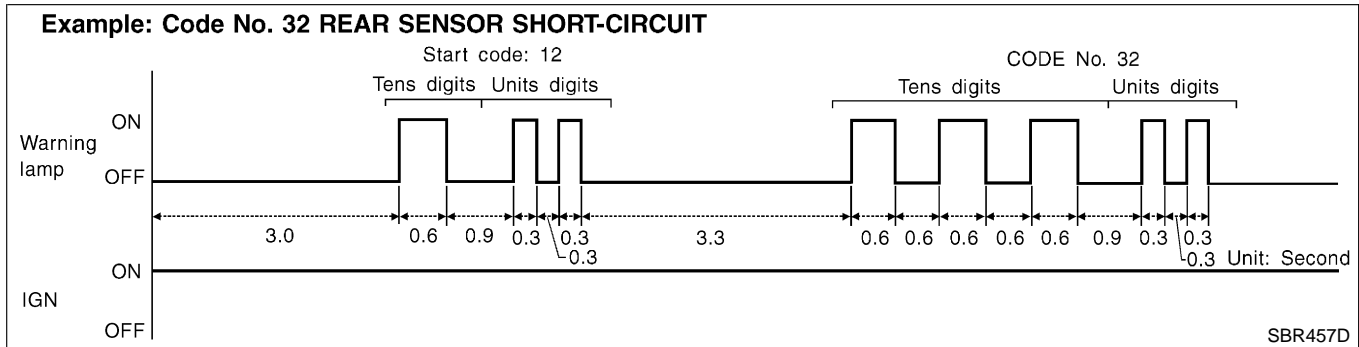 Example: Code No. 32 REAR SENSOR SHORT-CIRCUIT
Start code: 12
CODE No. 32
Tens digits Units digits
Tens digits Units digits
ON
Warning
lamp
OFF
3.0 0.6 0.9 0.3 0.3 3.3 0.6 0.6 0.6 0.6 0.6 0.9 0.3 0.3
0.3 0.3 Unit: Second
ON
IGN
OFF
SBR457D